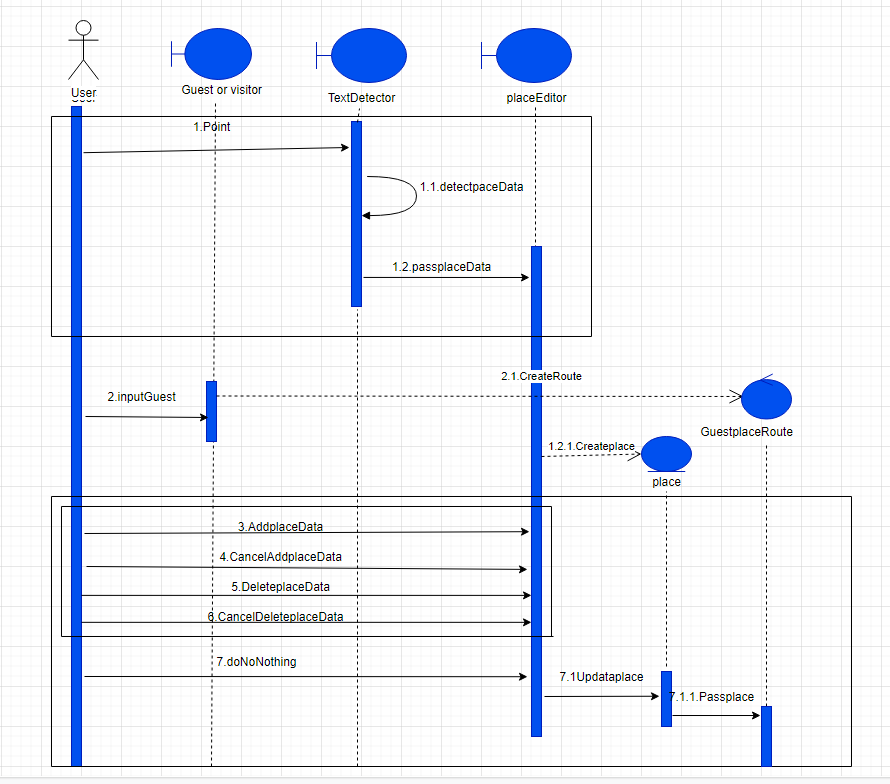 Guest or visitor
User
TextDetector
placeEditor
1.Point
1.1.detectpaceData
1.2.passplaceData
2.1.CreateRoute
2.inputGuest
GuestplaceRoute
1.2.1.Createplace
place
3.AddplaceData
4.CancelAddplaceData
5.DeleteplaceData
6.CancelDeleteplaceData
7.doNoNothing
7.1Updataplace
7.1.1.Passplace